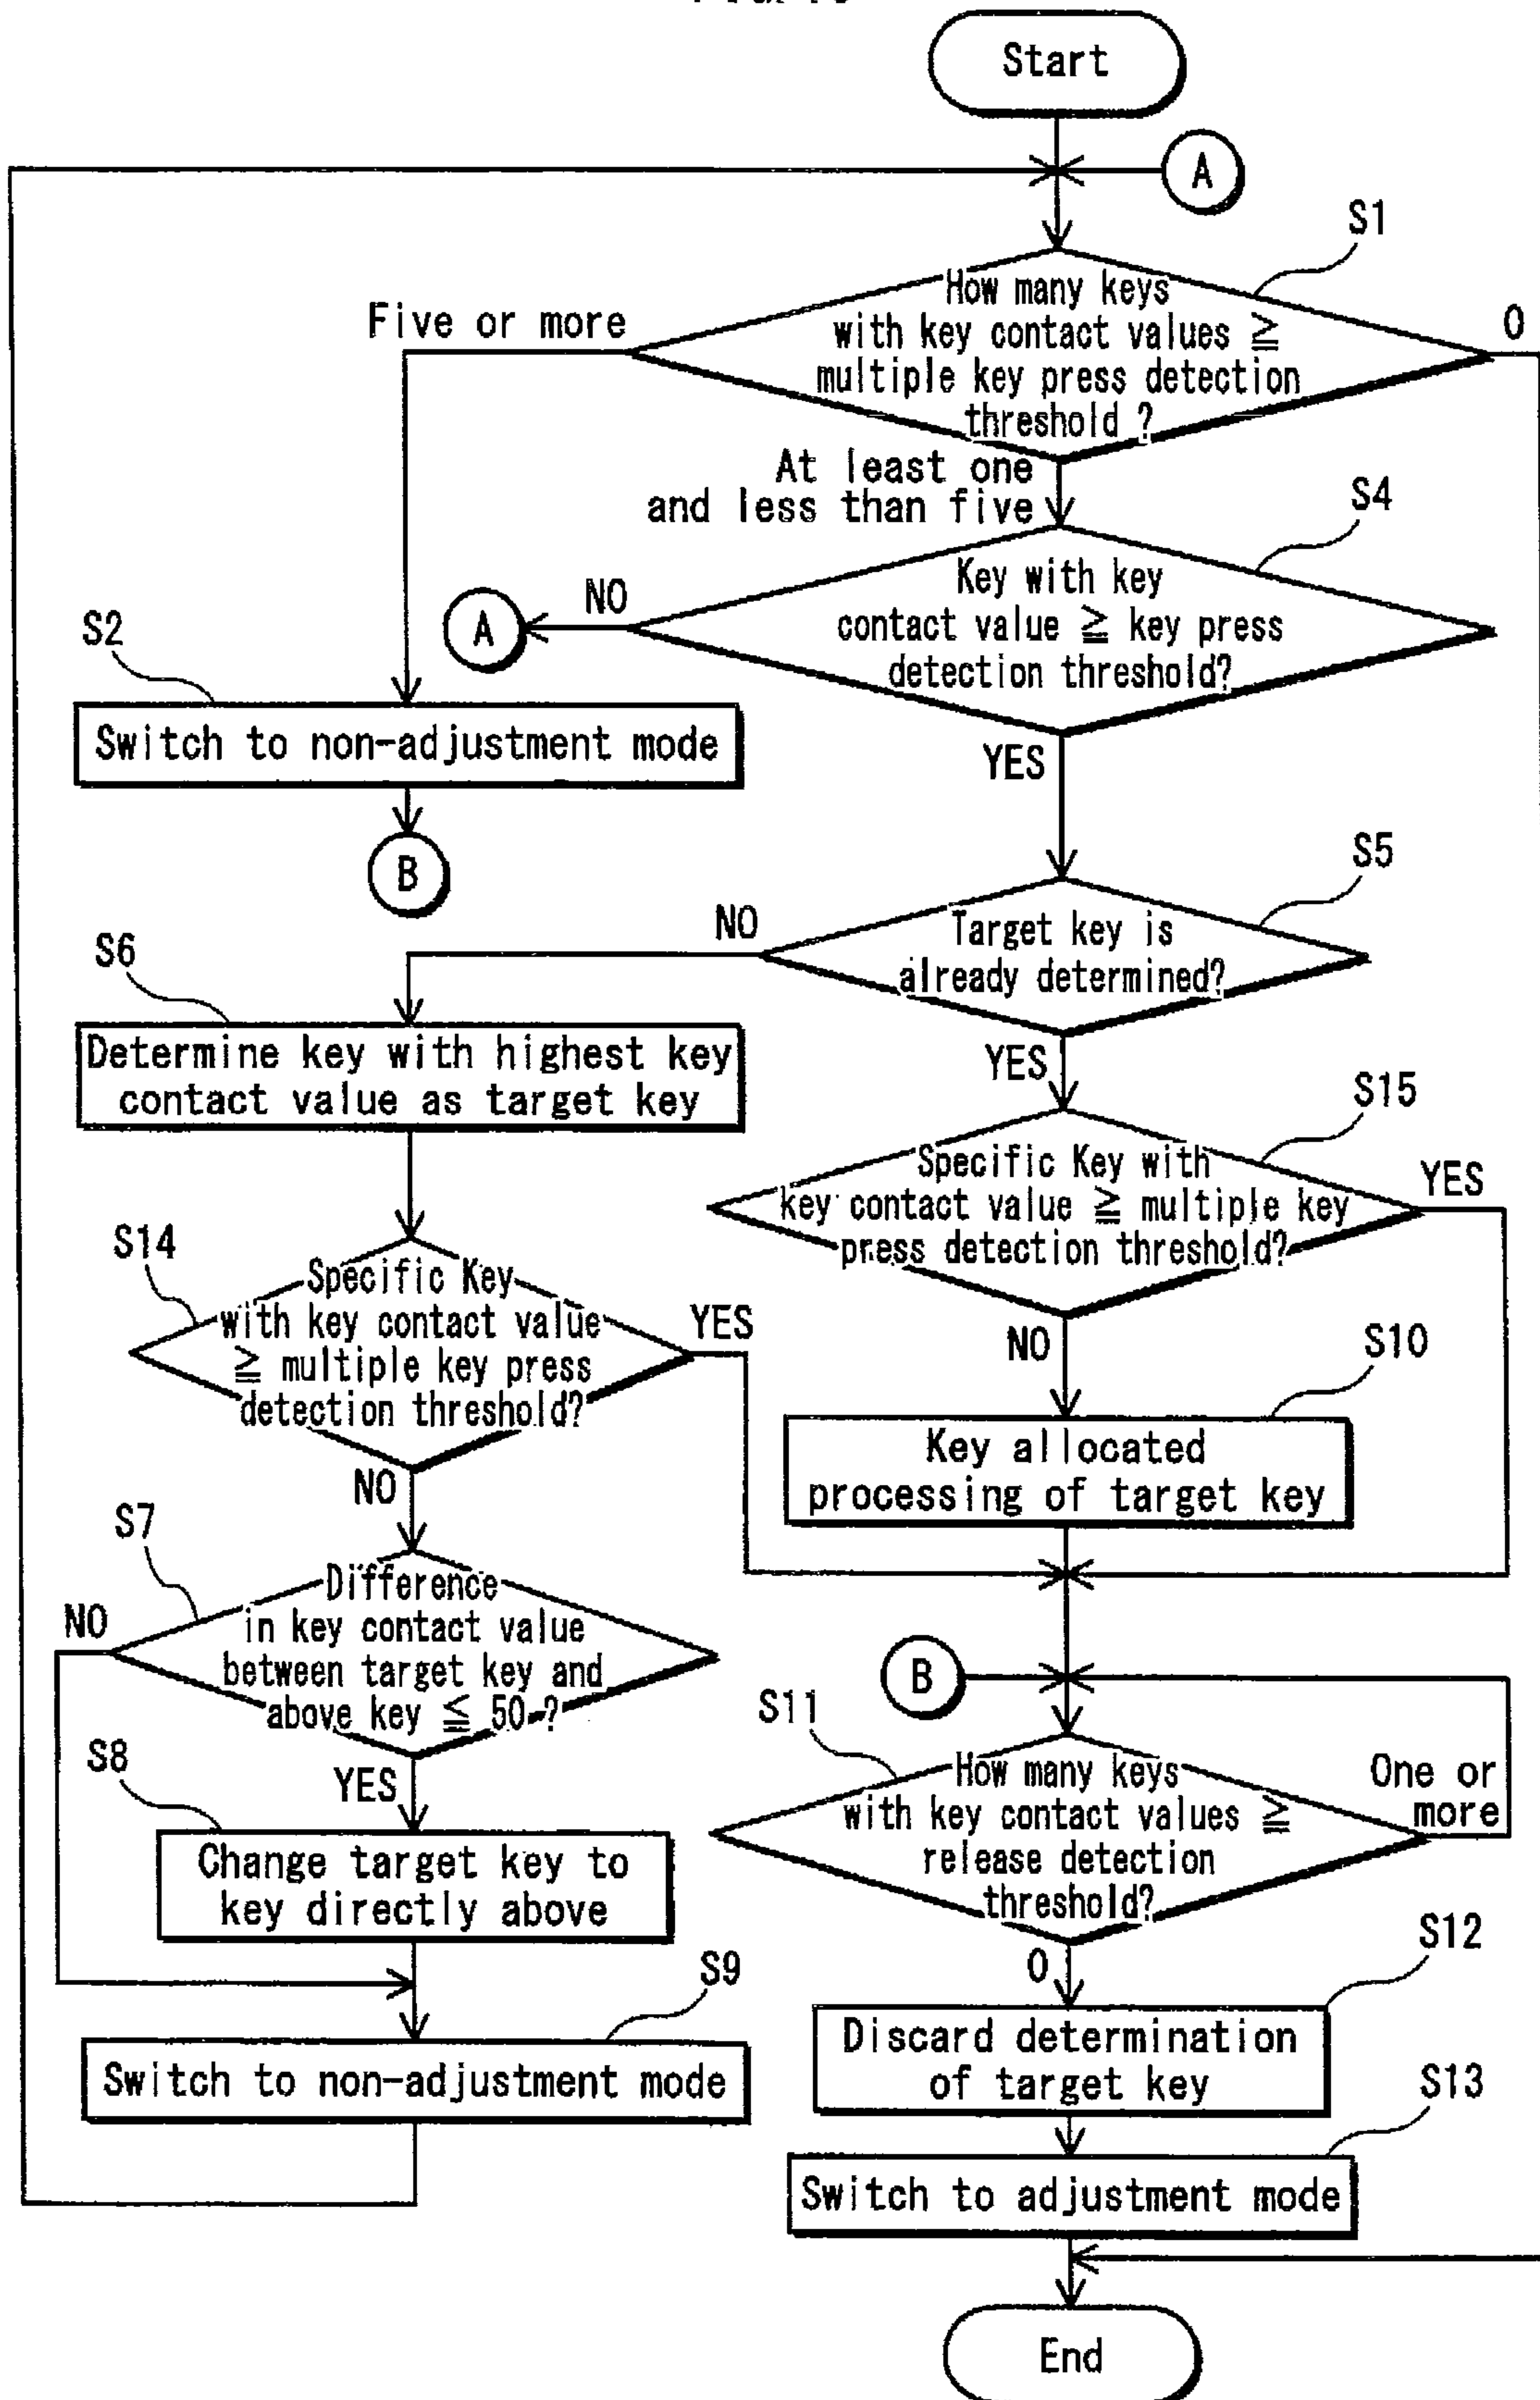 Start
A
S1
How many keys
with key contact values ≧
multiple key press detection
threshold ?
Five or more
0
At least one
and less than five
S4
Key with key
contact value ≧ key press
detection threshold?
NO
A
S2
Switch to non-adjustment mode
YES
B
S5
Target key is
already determined?
NO
S6
Determine key with highest key
contact value as target key
YES
S15
Specific Key with
key contact value ≧ multiple key
press detection threshold?
YES
S14
Specific Key
with key contact value
≧ multiple key press
detection threshold?
YES
NO
S10
Key allocated
processing of target key
NO
S7
Difference
in key contact value
between target key and
above key ≦ 50 ?
NO
B
S11
How many keys
with key contact values ≧
release detection
threshold?
One or
more
S8
YES
Change target key to
key directly above
0
S12
Discard determination
of target key
S9
Switch to non-adjustment mode
S13
Switch to adjustment mode
End